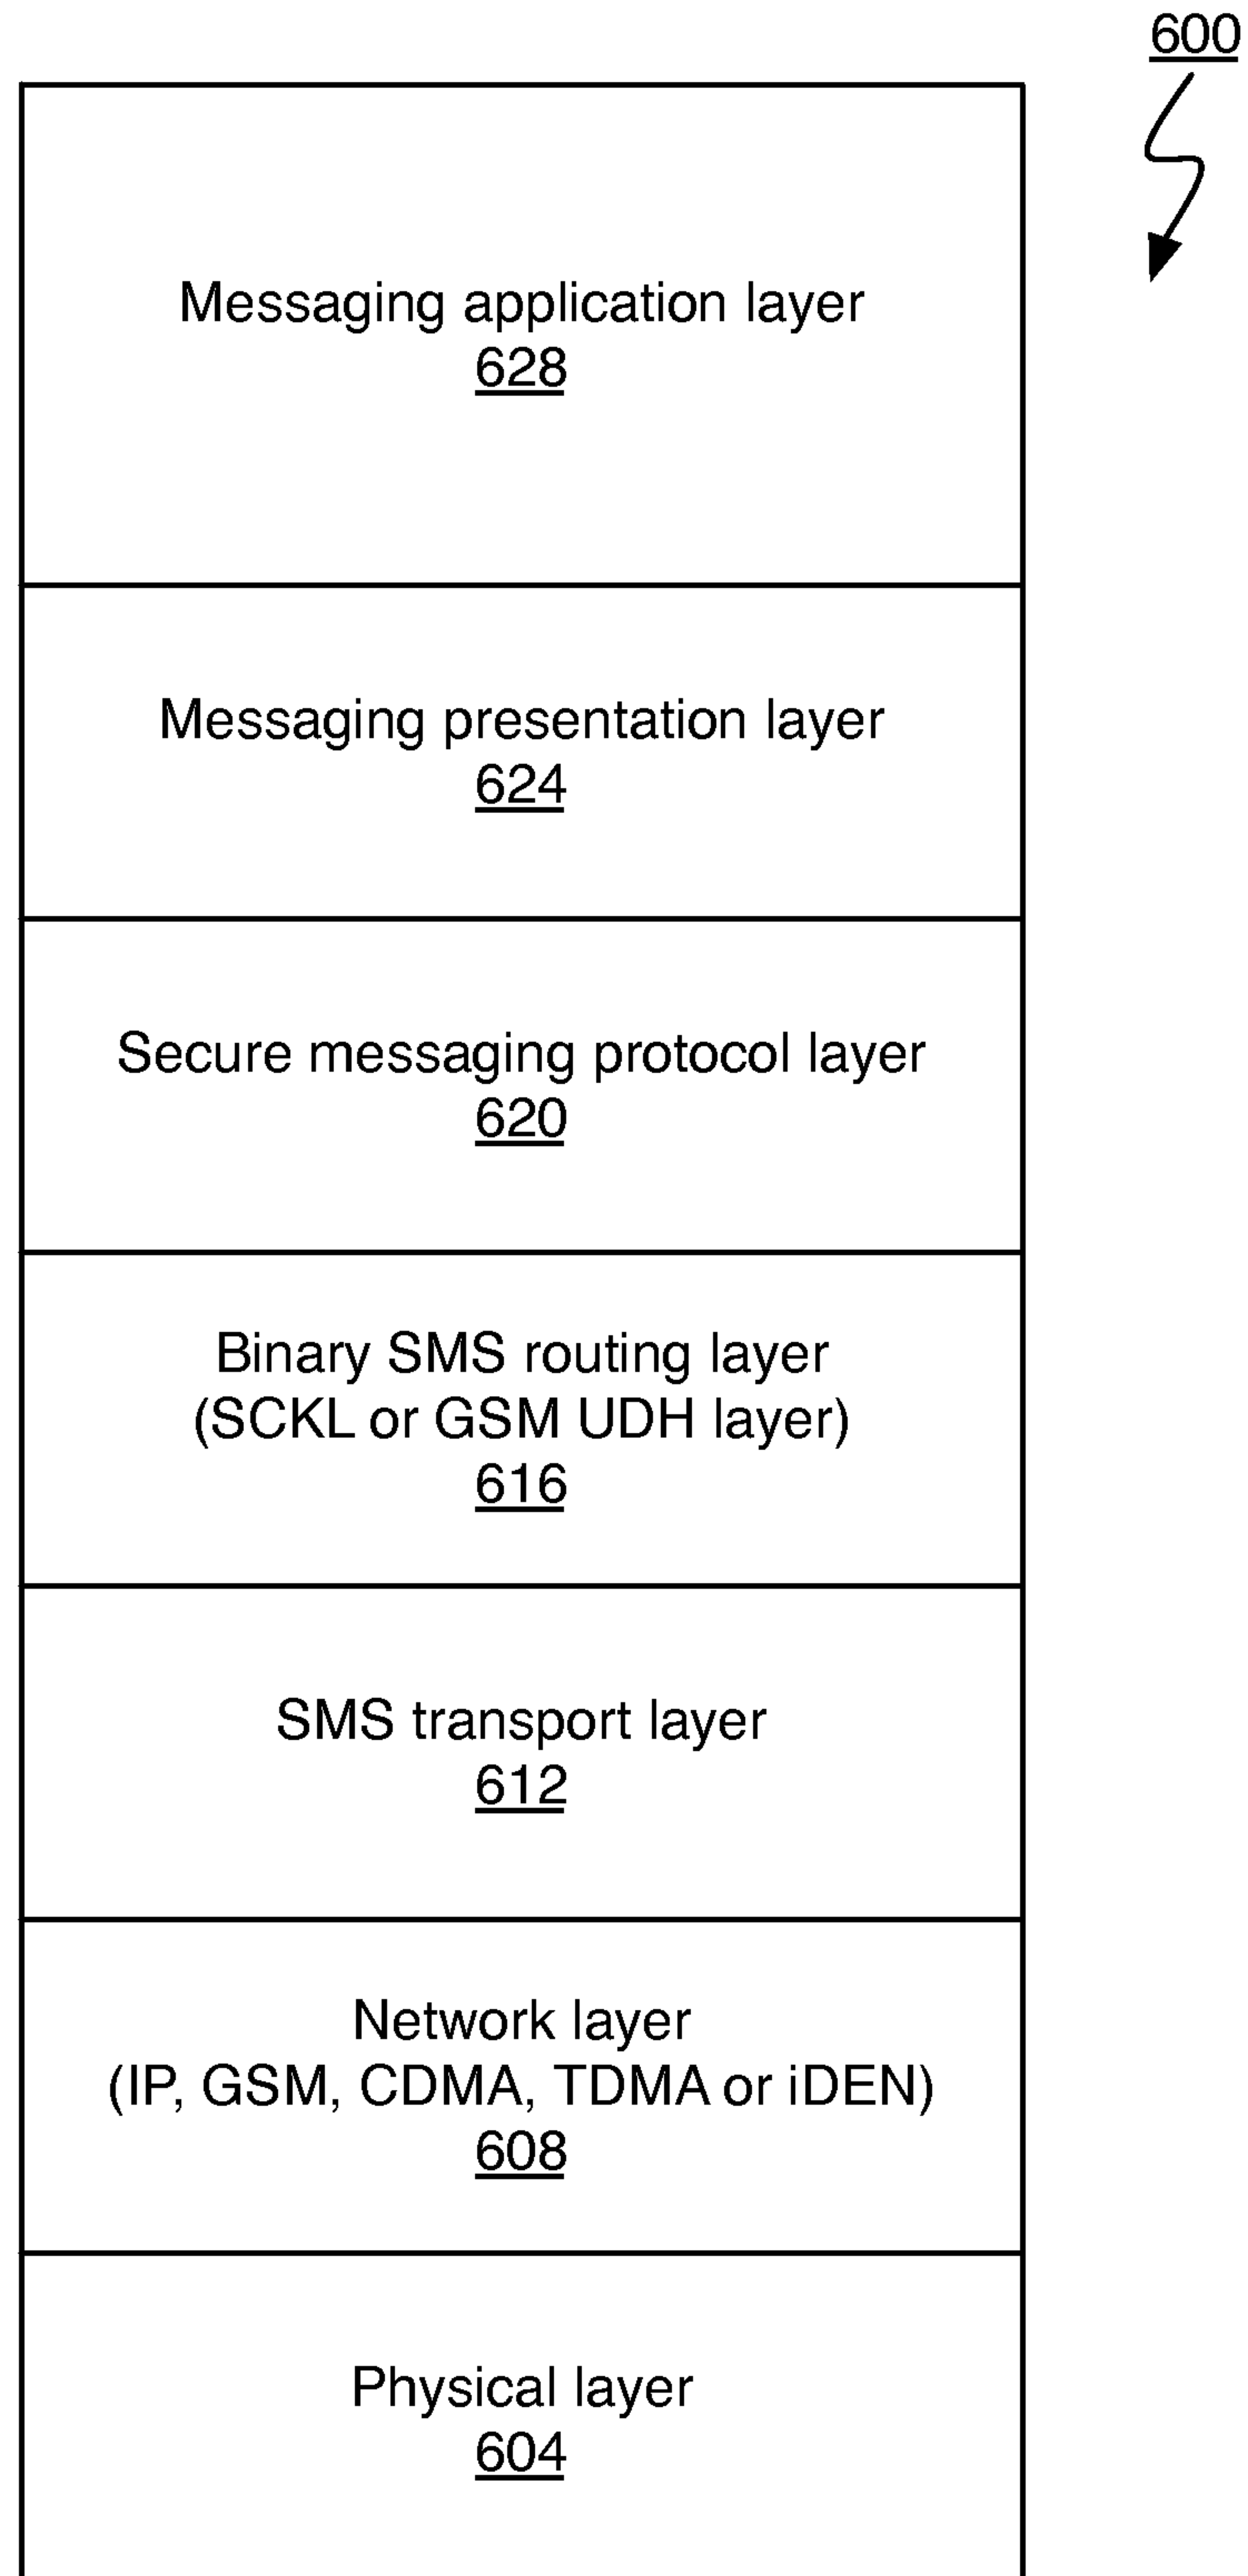 600
Messaging application layer
628
Messaging presentation layer
624
Secure messaging protocol layer
620
Binary SMS routing layer
(SCKL or GSM UDH layer)
616
SMS transport layer
612
Network layer
(IP, GSM, CDMA, TDMA or iDEN)
608
Physical layer
604